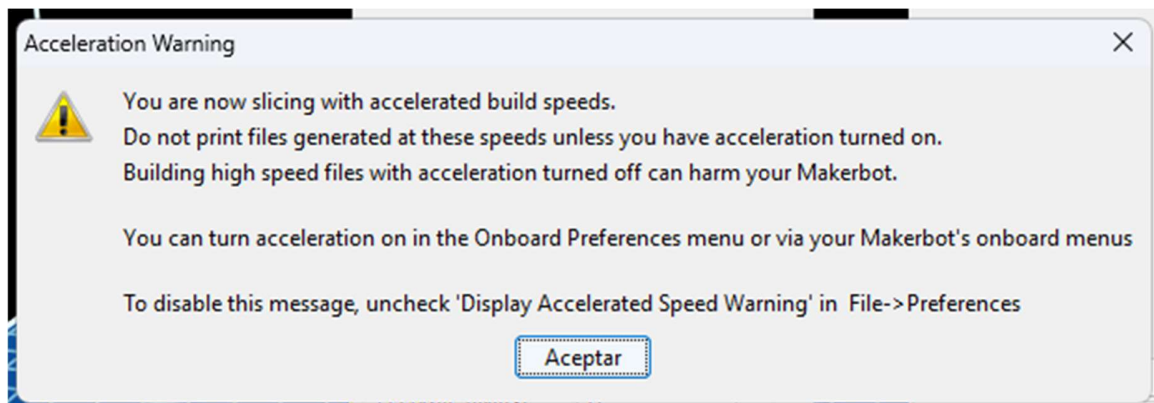 Acceleration Warning
You are now slicing with accelerated build speeds.
Do not print files generated at these speeds unless you have acceleration turned on.
Building high speed files with acceleration turned off can harm your Makerbot.
You can turn acceleration on in the Onboard Preferences menu or via your Makerbot's onboard menus
To disable this message, uncheck 'Display Accelerated Speed Warning' in  File->Preferences
Aceptar